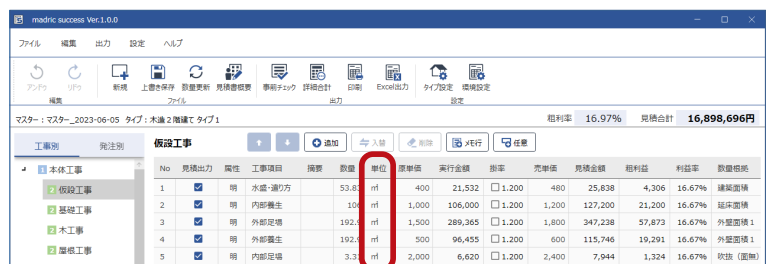 madric success Ver.1.0.0
ファイル 編集 出力 設定 ヘルプ
アンドゥ リドゥ 新規 上書き保存 数量更新 見積書概要 事前チェック 詳細合計 印刷 Excel出力 タイプ設定 環境設定
編集 ファイル 出力 設定
マスター：マスター_2023-06-05 タイプ：木造２階建て タイプ１ 粗利率 16.97% 見積合計 16,898,696円
工事別 発注別 仮設工事 追加 入替 削除 メモ行 任意
No 見積出力 属性 工事項目 摘要 数量 単位 原単価 実行金額 掛率 売単価 見積金額 粗利益 利益率 数量根拠
1 本体工事
1 明 水盛・遣り方 53.83 ㎡ 400 21,532 1.200 480 25,838 4,306 16.67% 建築面積
2 仮設工事
2 明 内部養生 106 ㎡ 1,000 106,000 1.200 1,200 127,200 21,200 16.67% 延床面積
2 基礎工事
3 明 外部足場 192.9 ㎡ 1,500 289,365 1.200 1,800 347,238 57,873 16.67% 外壁面積１
2 木工事
4 明 外部養生 192.9 ㎡ 500 96,455 1.200 600 115,746 19,291 16.67% 外壁面積１
2 屋根工事
5 明 内部足場 3.31 ㎡ 2,000 6,620 1.200 2,400 7,944 1,324 16.67% 吹抜（面無）